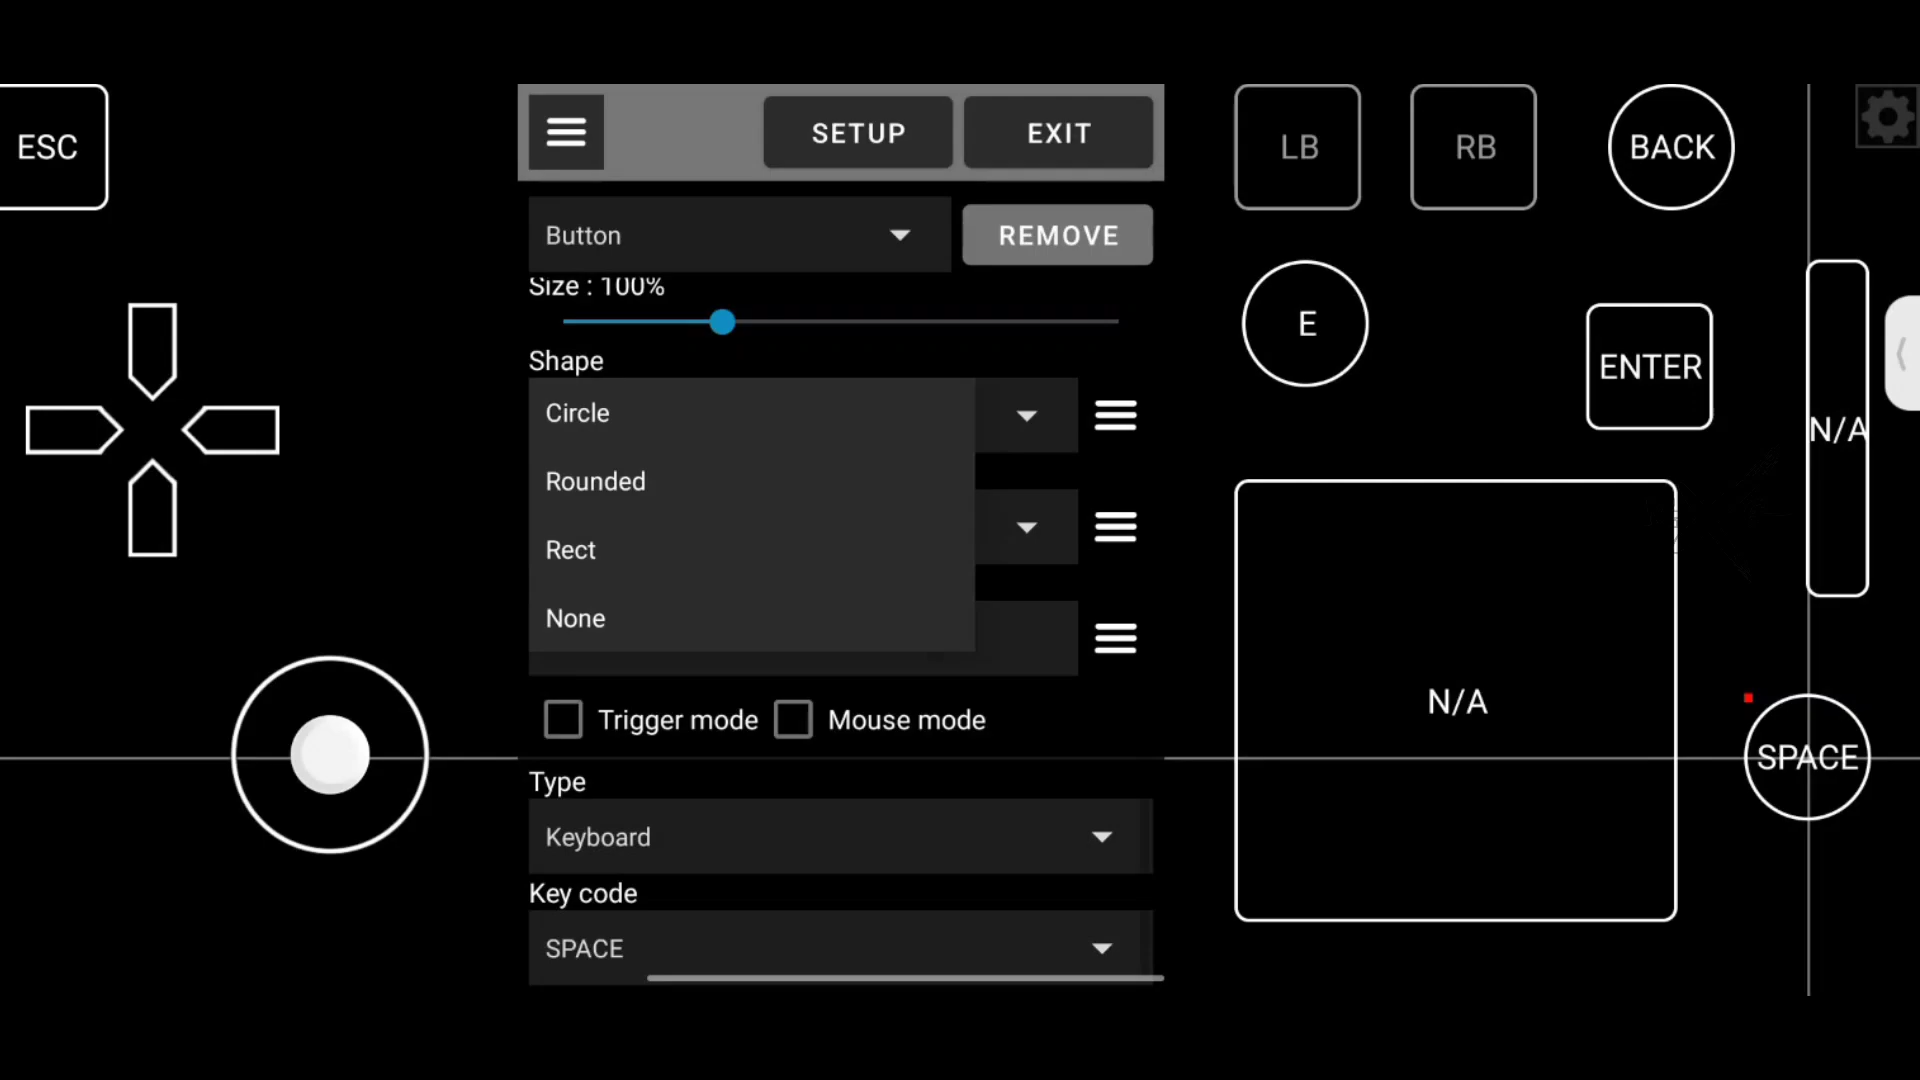 ESC
SETUP
EXIT
LB
RB
BACK
Button
REMOVE
Size : 100%
E
ENTER
Shape
Circle
Rounded
Rect
None
N/A
N/A
Trigger mode
Mouse mode
SPACE
Type
Keyboard
Key code
SPACE